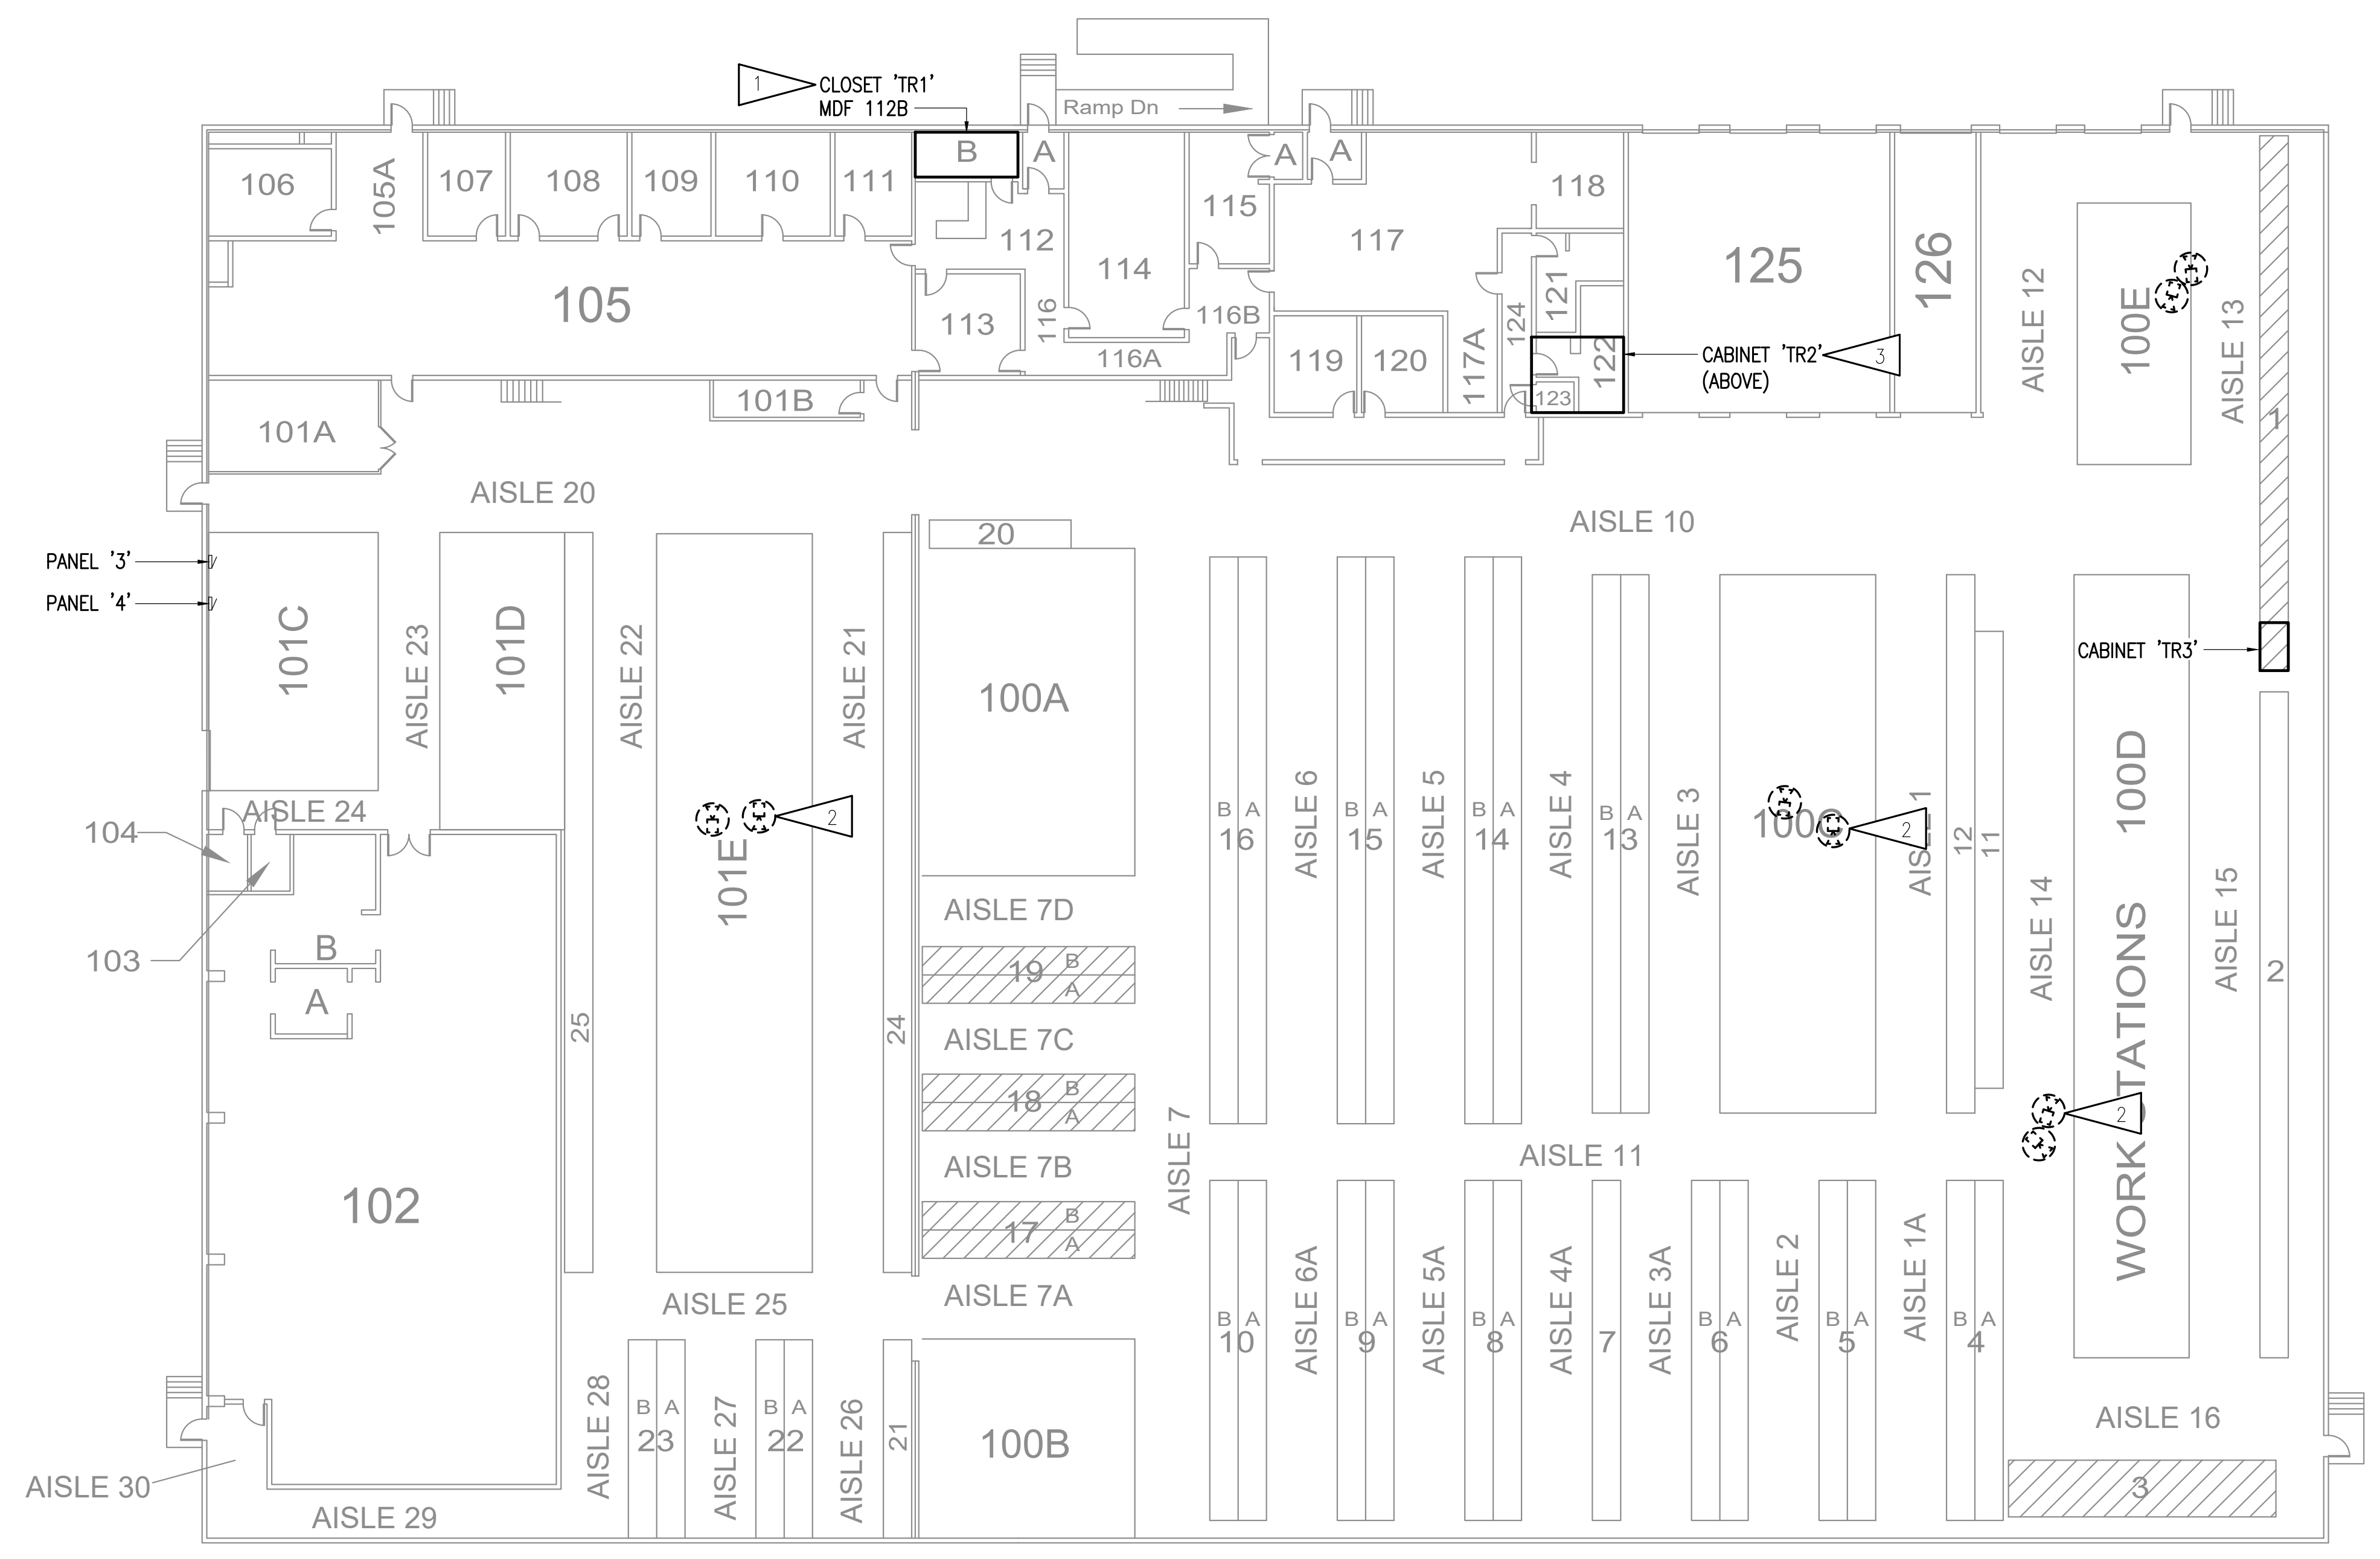 1
CLOSET 'TR1'
MDF 112B
Ramp Dn
106
105A
107
108
109
110
111
B
A
112
113
116
114
115
A
A
116B
116A
117
118
119
120
117A
124
121
122
123
125
126
CABINET 'TR2'
(ABOVE)
3
AISLE 12
100E
AISLE 13
1
105
101A
101B
AISLE 20
AISLE 10
PANEL '3'
PANEL '4'
101C
AISLE 23
101D
AISLE 22
AISLE 21
20
100A
CABINET 'TR3'
AISLE 24
104
103
B
A
102
25
101E
2
24
AISLE 7D
19
B
A
AISLE 7C
18
B
A
AISLE 7B
17
B
A
AISLE 7A
AISLE 7
B A
16
AISLE 6
B A
15
AISLE 5
B A
14
AISLE 4
B A
13
AISLE 3
100C
2
AISLE 1
12
11
AISLE 14
WORK STATIONS 100D
2
AISLE 15
2
AISLE 11
AISLE 25
AISLE 28
B A
23
AISLE 27
B A
22
AISLE 26
21
100B
B A
10
AISLE 6A
B A
9
AISLE 5A
B A
8
AISLE 4A
7
AISLE 3A
B A
6
AISLE 2
B A
5
AISLE 1A
B A
4
AISLE 16
3
AISLE 30
AISLE 29